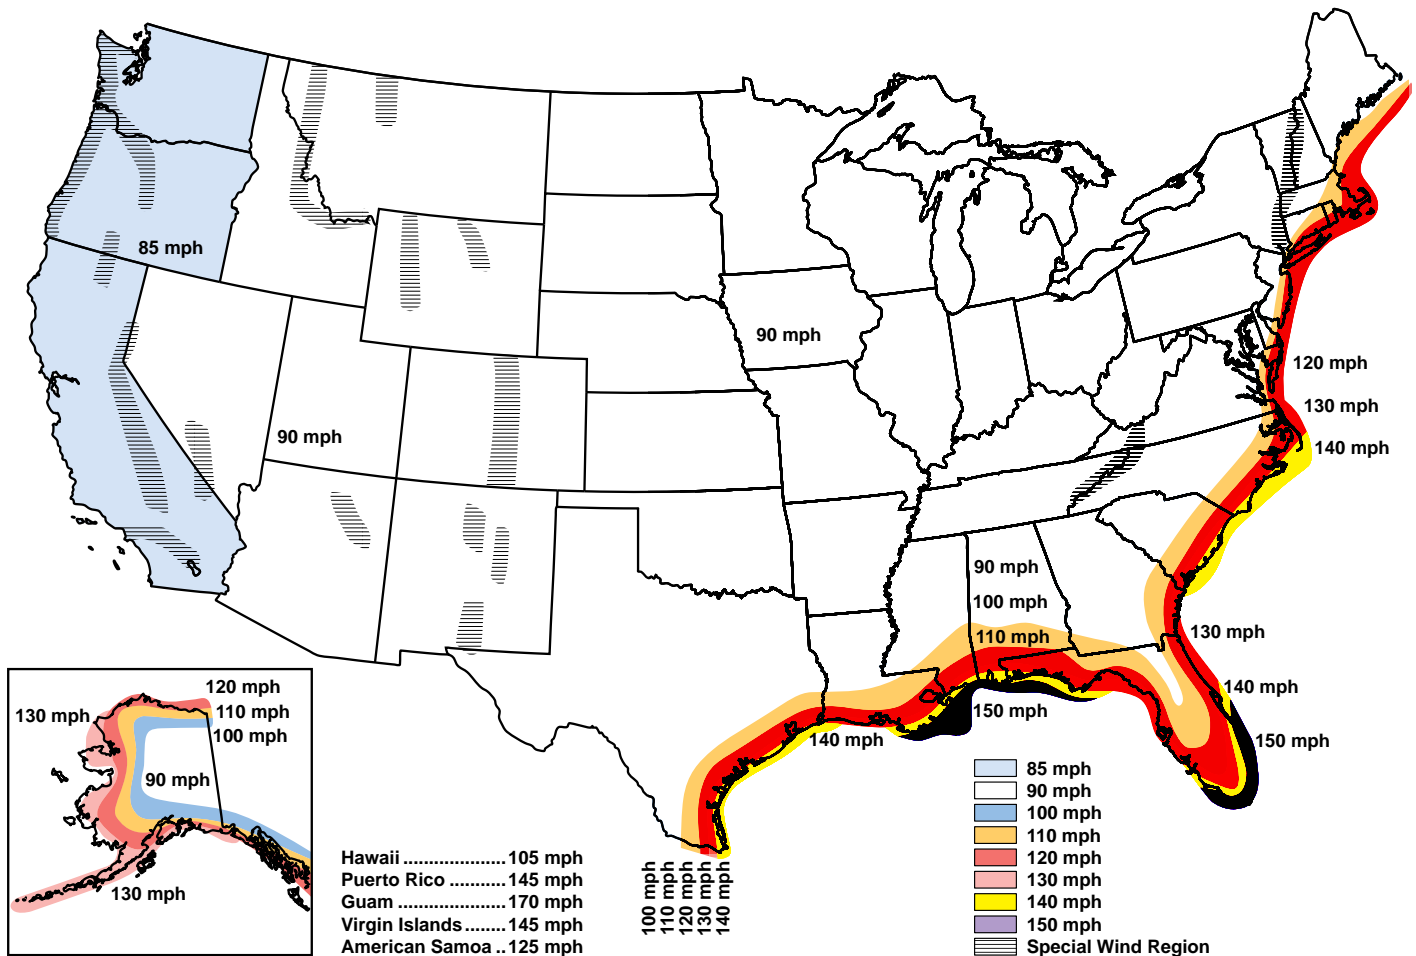 85 mph
90 mph
90 mph
120 mph
130 mph
140 mph
90 mph
100 mph
110 mph
130 mph
140 mph
150 mph
140 mph
150 mph
120 mph
110 mph
100 mph
130 mph
90 mph
130 mph
Hawaii ................... 105 mph
Puerto Rico ........... 145 mph
Guam .................... 170 mph
Virgin Islands ........ 145 mph
American Samoa .. 125 mph
100 mph
110 mph
120 mph
130 mph
140 mph
85 mph
90 mph
100 mph
110 mph
120 mph
130 mph
140 mph
150 mph
Special Wind Region